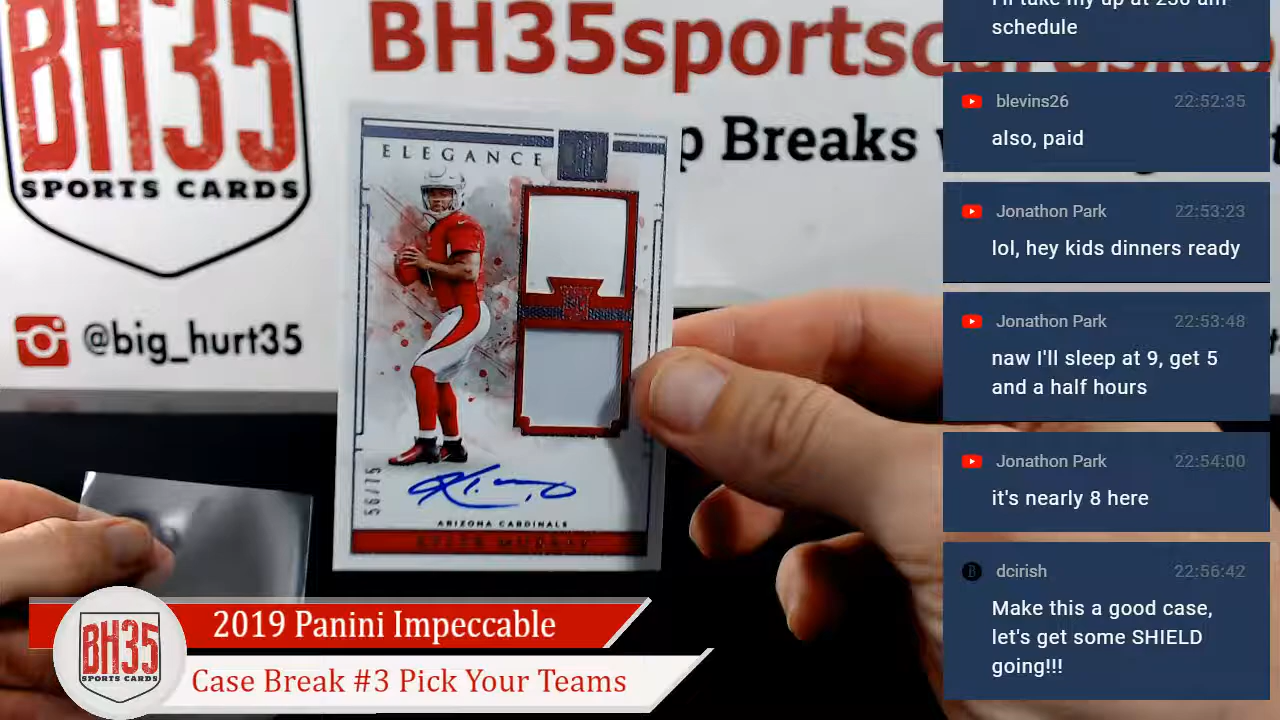 BH35
SPORTS CARDS
@big_hurt35
BH35sportscards.co
p Breaks
ELEGANCE
56/75
ARIZONA CARDINALS
KYLER MURRAY
BH35
SPORTS CARDS
2019 Panini Impeccable
Case Break #3 Pick Your Teams
schedule
blevins26 22:52:35
also, paid
Jonathon Park 22:53:23
lol, hey kids dinners ready
Jonathon Park 22:53:48
naw I'll sleep at 9, get 5
and a half hours
Jonathon Park 22:54:00
it's nearly 8 here
dcirish 22:56:42
Make this a good case,
let's get some SHIELD
going!!!